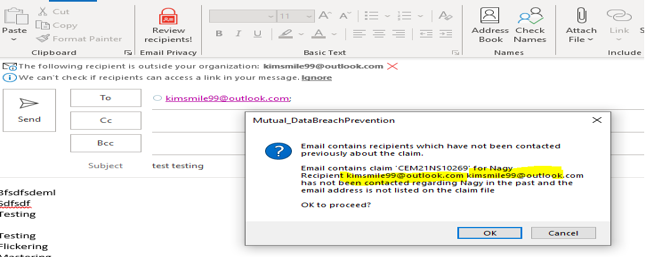 Cut
Copy
Format Painter
Paste
Clipboard
Review
recipients!
Email Privacy
11
B I U
Basic Text
Address
Book
Check
Names
Names
Attach
File
Link
S
Include
The following recipient is outside your organization: kimsmile99@outlook.com
We can't check if recipients can access a link in your message. Ignore
Send
To
kimsmile99@outlook.com;
Cc
Bcc
Subject
test testing
Mutual_DataBreachPrevention
Email contains recipients which have not been contacted
previously about the claim.
Email contains claim 'CEM21NS10269' for Nagy
Recipient kimsmile99@outlook.com kimsmile99@outlook.com
has not been contacted regarding Nagy in the past and the
email address is not listed on the claim file
OK to proceed?
OK
Cancel
Bfsdfsdeml
Sdfsdf
Testing
Testing
Flickering